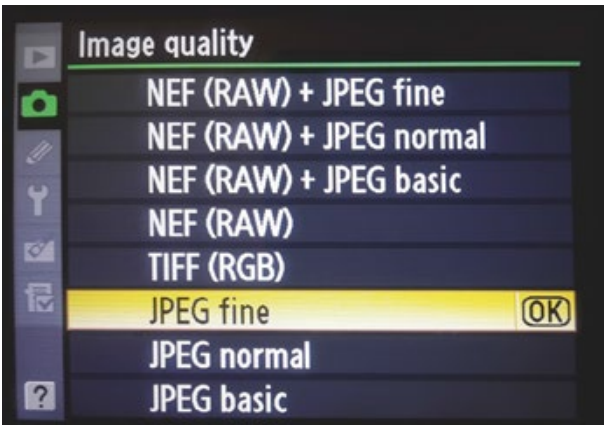 Image quality
NEF (RAW) + JPEG fine
NEF (RAW) + JPEG normal
NEF (RAW) + JPEG basic
NEF (RAW)
TIFF (RGB)
JPEG fine OK
JPEG normal
JPEG basic
?